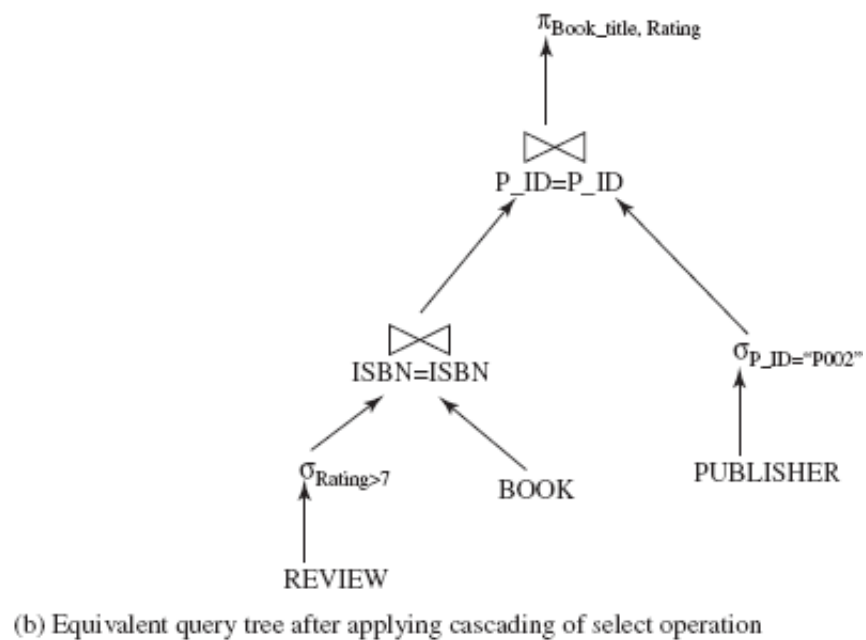 πBook_title, Rating
P_ID=P_ID
ISBN=ISBN
σP_ID=“P002”
σRating>7
BOOK
PUBLISHER
REVIEW
(b) Equivalent query tree after applying cascading of select operation